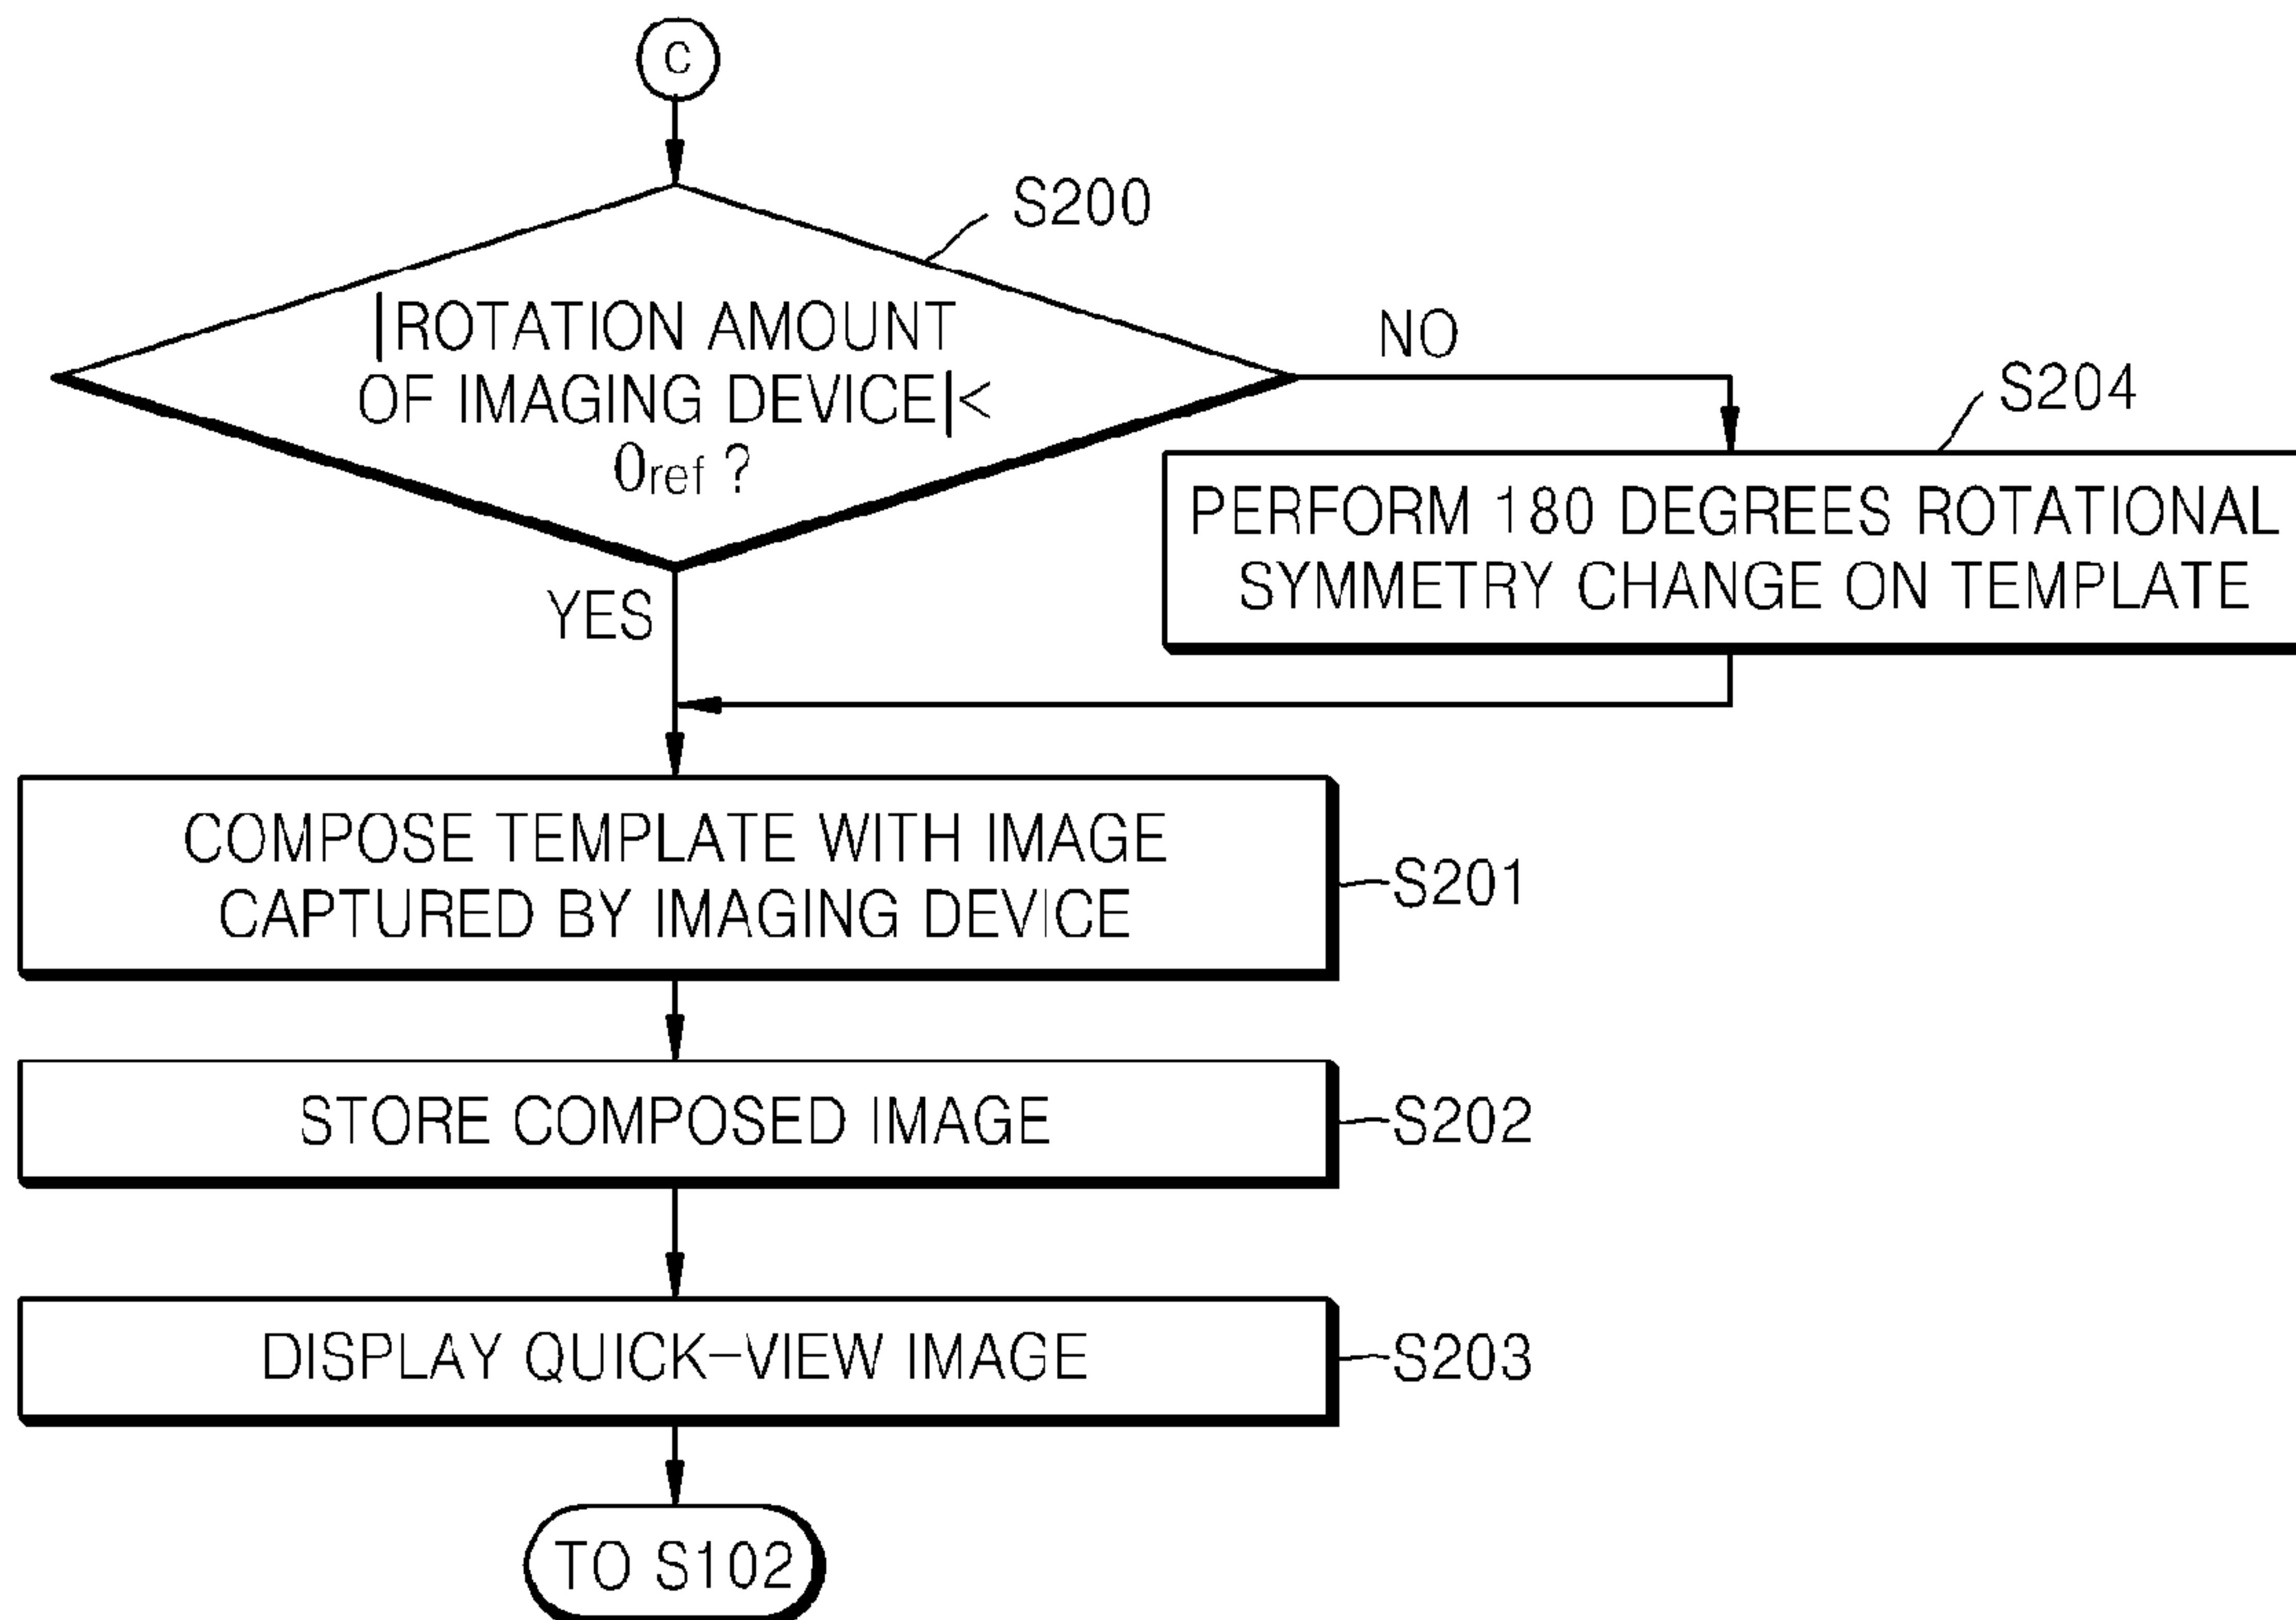 C
S200
|ROTATION AMOUNT
OF IMAGING DEVICE|<
0ref ?
NO
S204
PERFORM 180 DEGREES ROTATIONAL
SYMMETRY CHANGE ON TEMPLATE
YES
COMPOSE TEMPLATE WITH IMAGE
CAPTURED BY IMAGING DEVICE
S201
STORE COMPOSED IMAGE
S202
DISPLAY QUICK-VIEW IMAGE
S203
TO S102